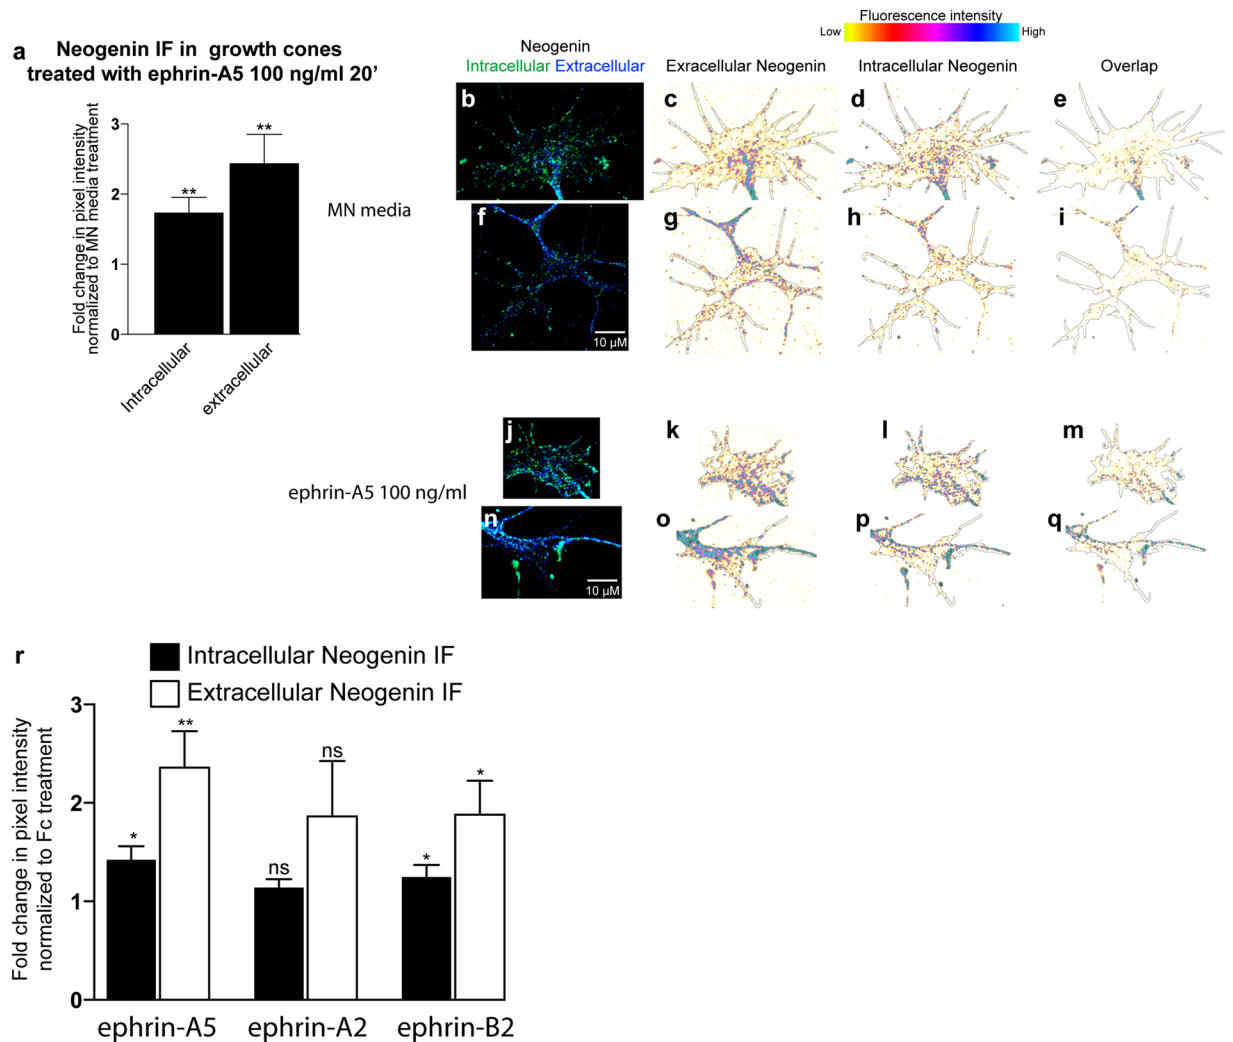 a
Neogenin IF in growth cones
treated with ephrin-A5 100 ng/ml 20’
Fold change in pixel intensity
normalized to MN media treatment
3
2
1
0
**
**
Intracellular
extracellular
Fluorescence intensity
Low
High
Neogenin
Intracellular Extracellular
Exracellular Neogenin
Intracellular Neogenin
Overlap
MN media
b
c
d
e
f
g
h
i
10 µM
ephrin-A5 100 ng/ml
j
k
l
m
n
o
p
q
10 µM
r
Intracellular Neogenin IF
Extracellular Neogenin IF
Fold change in pixel intensity
normalized to Fc treatment
3
2
1
0
*
**
ns
ns
*
*
ephrin-A5
ephrin-A2
ephrin-B2